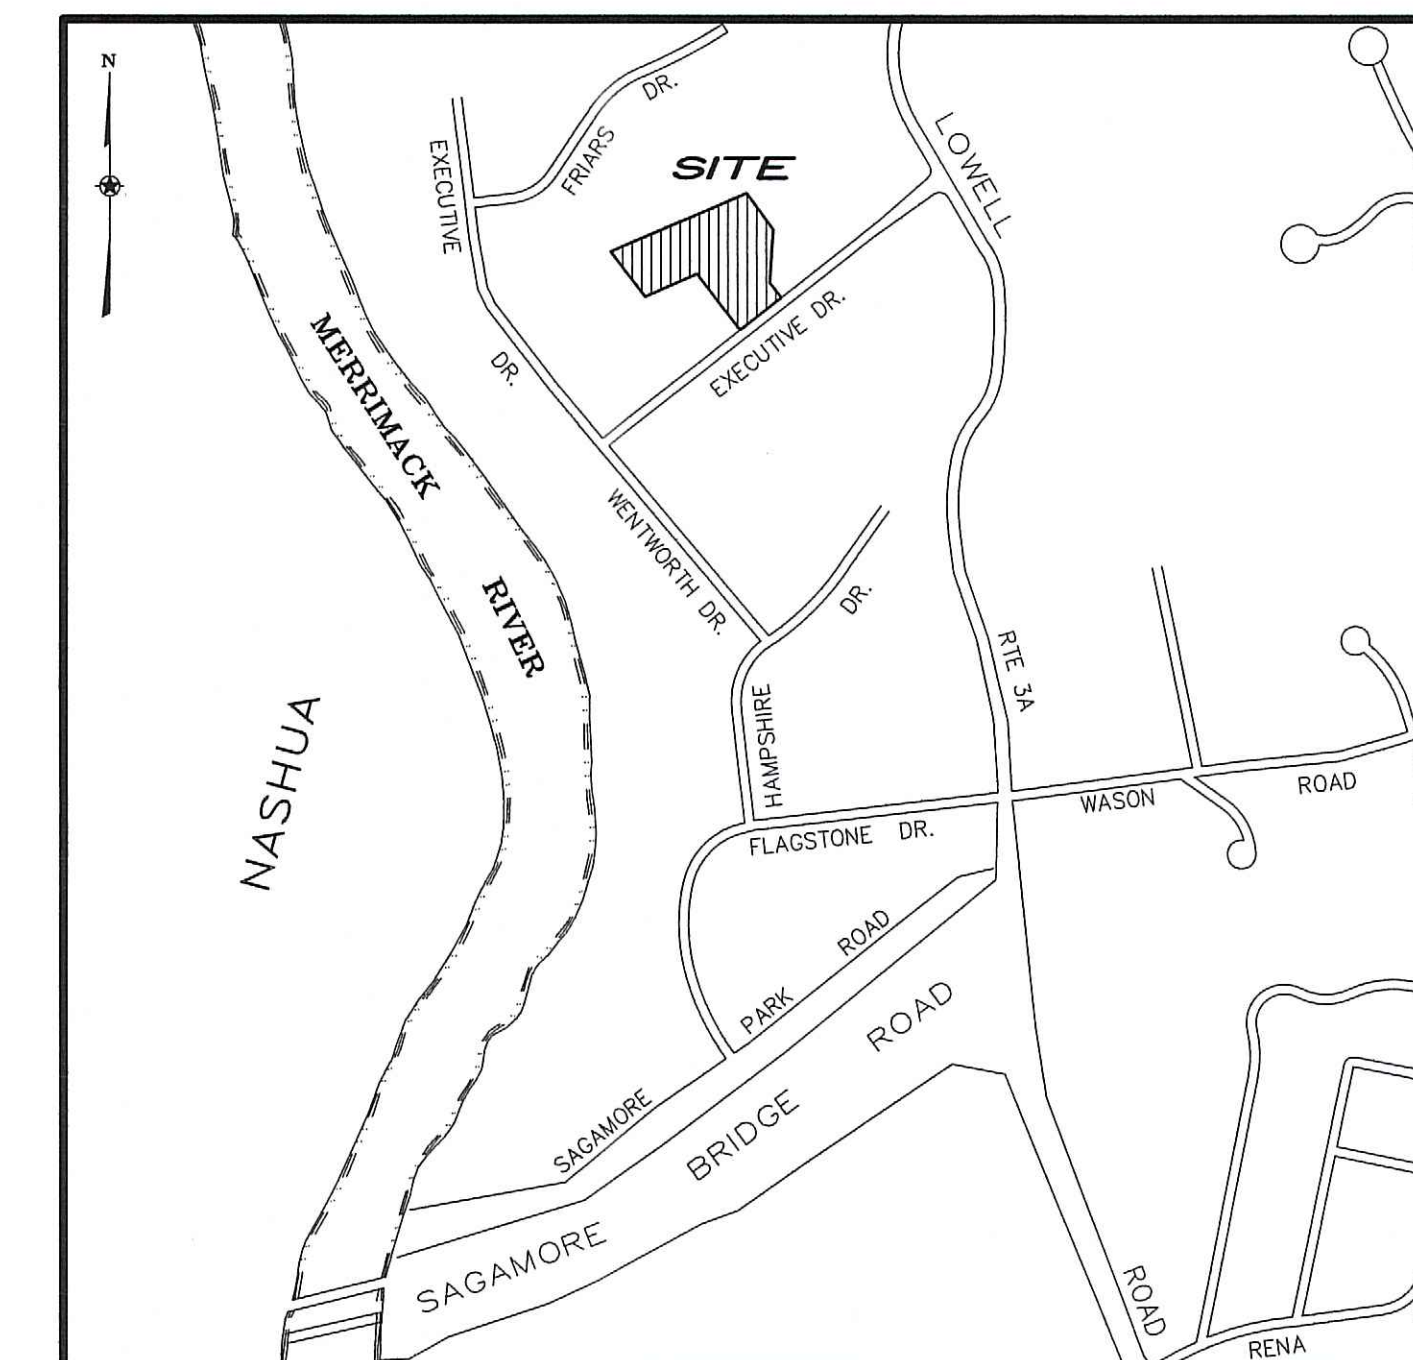 N
DR.
FRIARS
EXECUTIVE
SITE
LOWELL
MERRIMACK
DR.
EXECUTIVE DR.
WENTWORTH DR.
RIVER
DR.
RTE 3A
NASHUA
HAMPSHIRE
FLAGSTONE DR.
WASON
ROAD
ROAD
PARK
ROAD
SAGAMORE
BRIDGE
SAGAMORE
ROAD
RENA